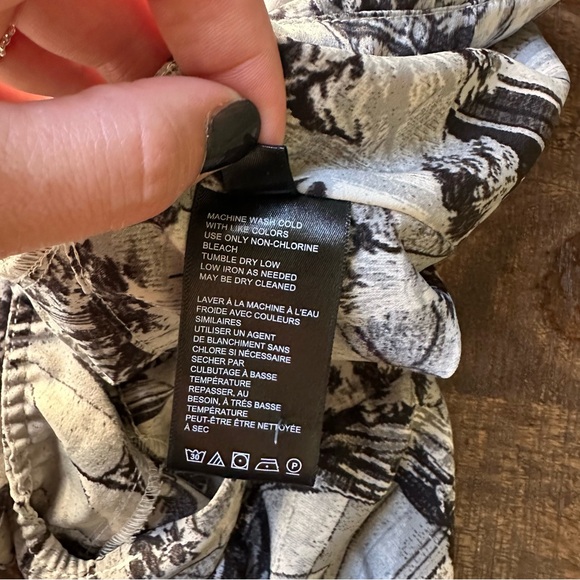 MACHINE WASH COLD
WITH LIKE COLORS
USE ONLY NON-CHLORINE
BLEACH
TUMBLE DRY LOW
LOW IRON AS NEEDED
MAY BE DRY CLEANED
LAVER À LA MACHINE À L'EAU
FROIDE AVEC COULEURS
SIMILAIRES
UTILISER UN AGENT
DE BLANCHIMENT SANS
CHLORE SI NÉCESSAIRE
SECHER PAR
CULBUTAGE À BASSE
TEMPÉRATURE
REPASSER, AU
BESOIN, À TRÈS BASSE
TEMPÉRATURE
PEUT-ÊTRE ÊTRE NETTOYÉE
À SEC
30 P